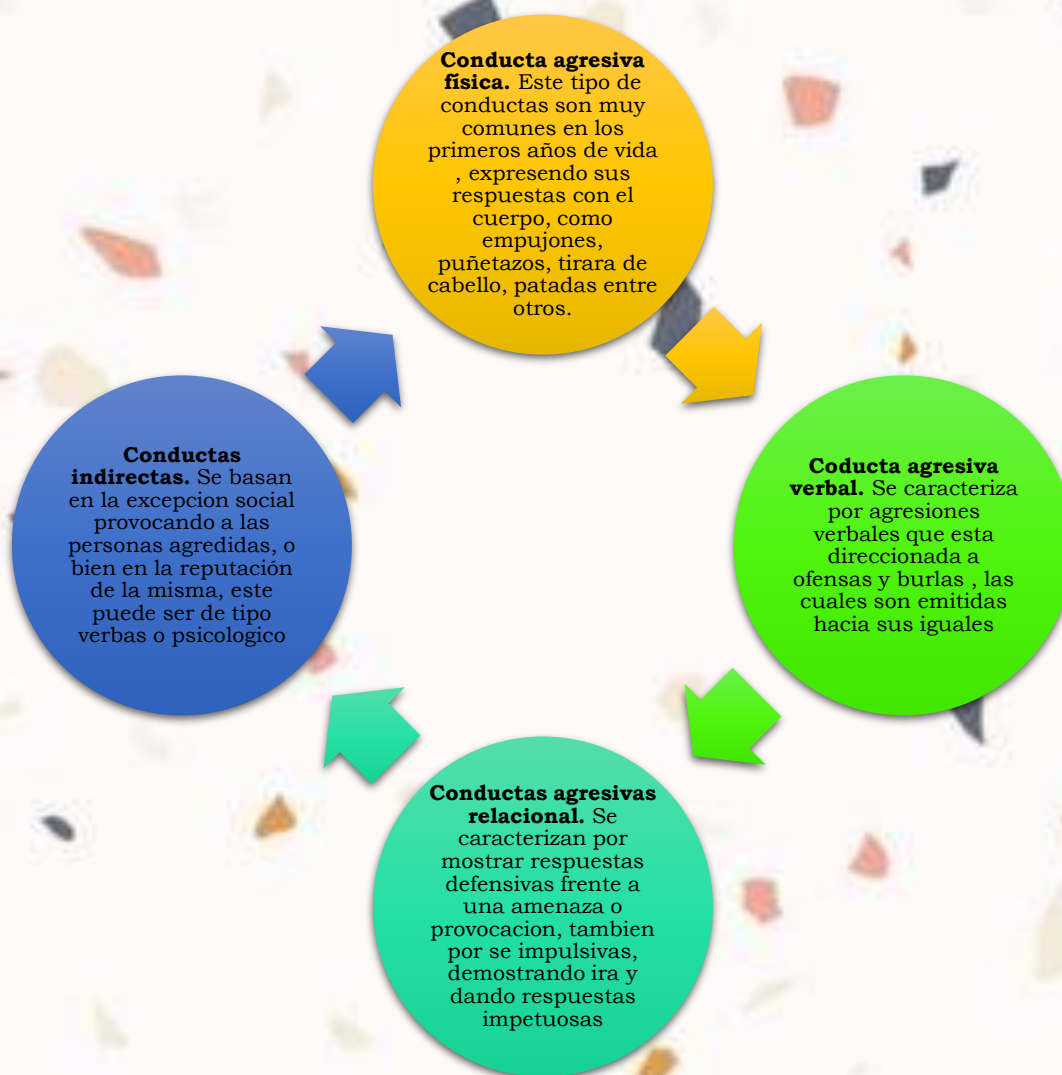 Conducta agresiva
física. Este tipo de
conductas son muy
comunes en los
primeros años de vida
, expresendo sus
respuestas con el
cuerpo, como
empujones,
puñetazos, tirara de
cabello, patadas entre
otros.
Coducta agresiva
verbal. Se caracteriza
por agresiones
verbales que esta
direccionada a
ofensas y burlas , las
cuales son emitidas
hacia sus iguales
Conductas agresivas
relacional. Se
caracterizan por
mostrar respuestas
defensivas frente a
una amenaza o
provocacion, tambien
por se impulsivas,
demostrando ira y
dando respuestas
impetuosas
Conductas
indirectas. Se basan
en la excepcion social
provocando a las
personas agredidas, o
bien en la reputación
de la misma, este
puede ser de tipo
verbas o psicologico